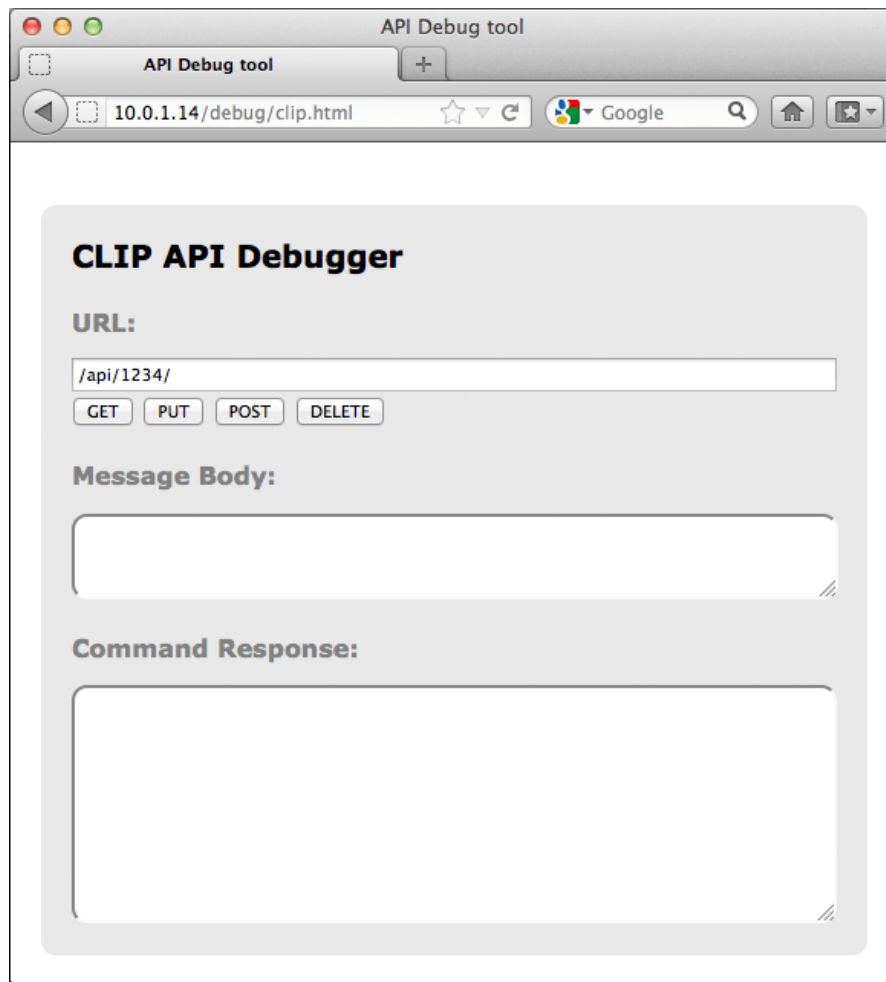 API Debug tool
API Debug tool
10.0.1.14/debug/clip.html Google
CLIP API Debugger
URL:
/api/1234/
GET PUT POST DELETE
Message Body:
Command Response: